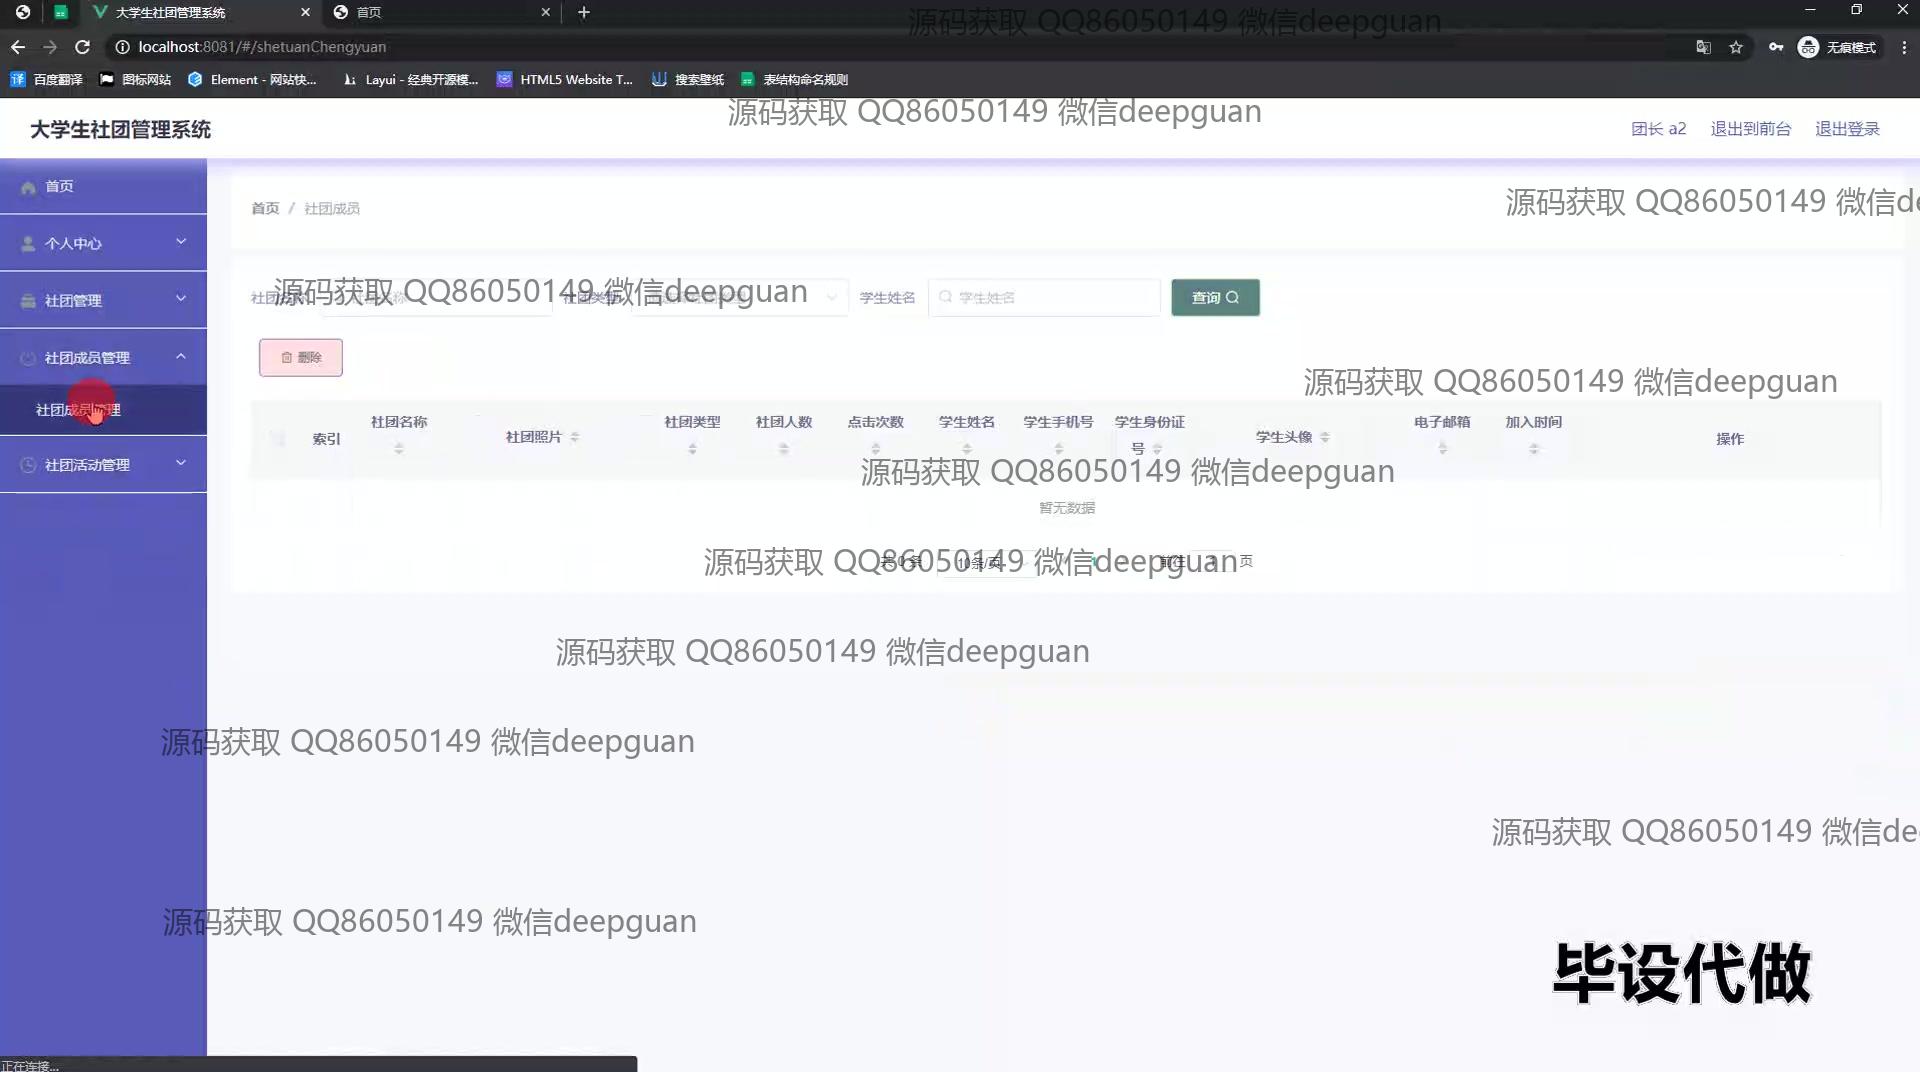 大学生社团管理系统
首页
localhost:8081/#/shetuanChengyuan
无痕模式
百度翻译
图标网站
Element - 网站快...
Layui - 经典开源模...
HTML5 Website T...
搜索壁纸
表结构命名规则
源码获取 QQ86050149 微信deepguan
源码获取 QQ86050149 微信deepguan
大学生社团管理系统
团长 a2
退出到前台
退出登录
首页
个人中心
社团管理
社团成员管理
社团成员管理
社团活动管理
首页 / 社团成员
源码获取 QQ86050149 微信de
源码获取 QQ86050149 微信deepguan
学生姓名
学生姓名
查询
删除
源码获取 QQ86050149 微信deepguan
索引
社团名称
社团照片
社团类型
社团人数
点击次数
学生姓名
学生手机号
学生身份证号
学生头像
电子邮箱
加入时间
操作
源码获取 QQ86050149 微信deepguan
暂无数据
共 0 条
10条/页
1
前往
1
页
源码获取 QQ86050149 微信deepguan
源码获取 QQ86050149 微信deepguan
源码获取 QQ86050149 微信deepguan
源码获取 QQ86050149 微信de
源码获取 QQ86050149 微信deepguan
毕设代做
正在连接...